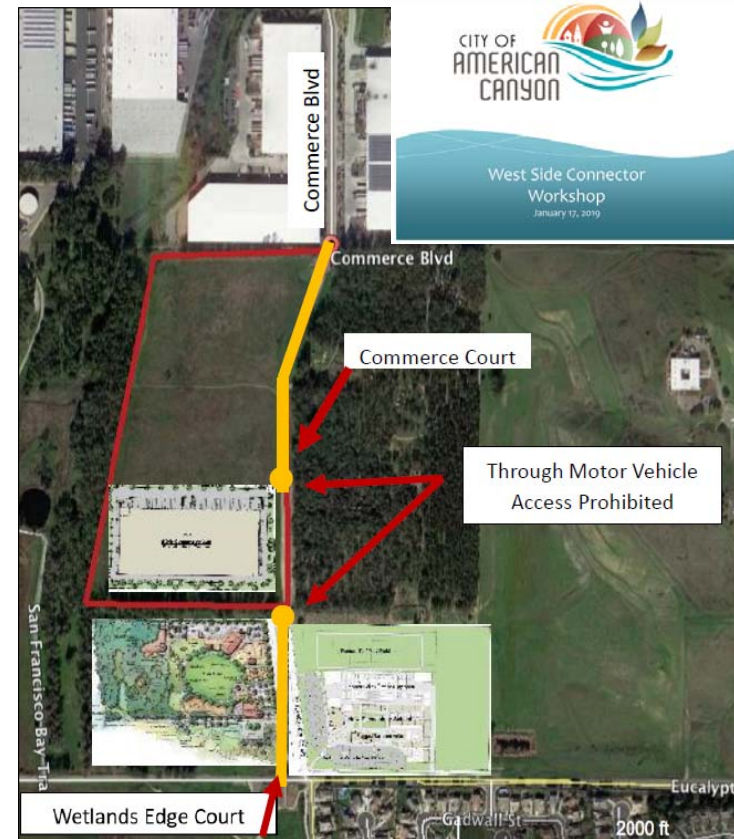 CITY OF
AMERICAN
CANYON
West Side Connector
Workshop
January 17, 2019
Commerce Blvd
Commerce Blvd
Commerce Court
Through Motor Vehicle
Access Prohibited
San Francisco Bay Tra
Wetlands Edge Court
Eucalypt
Gadwall St
2000 ft